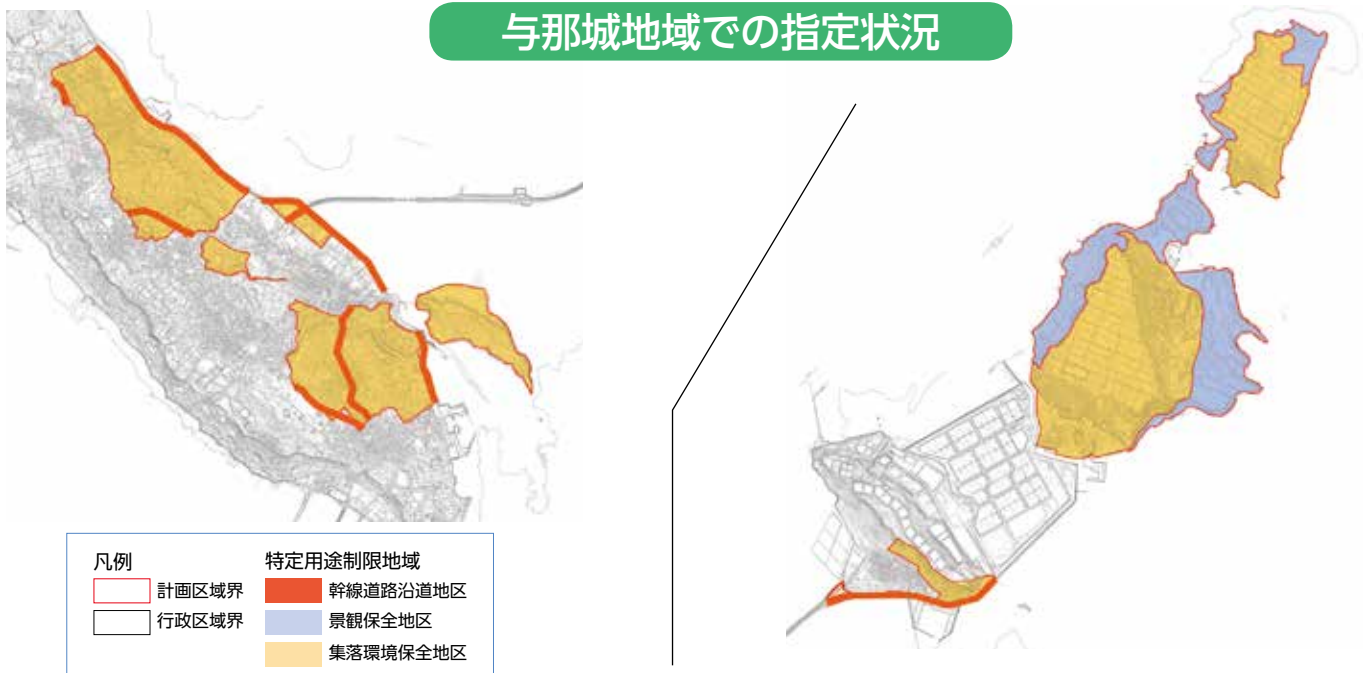 与那城地域での指定状況
凡例
計画区域界
行政区域界
特定用途制限地域
幹線道路沿道地区
景観保全地区
集落環境保全地区